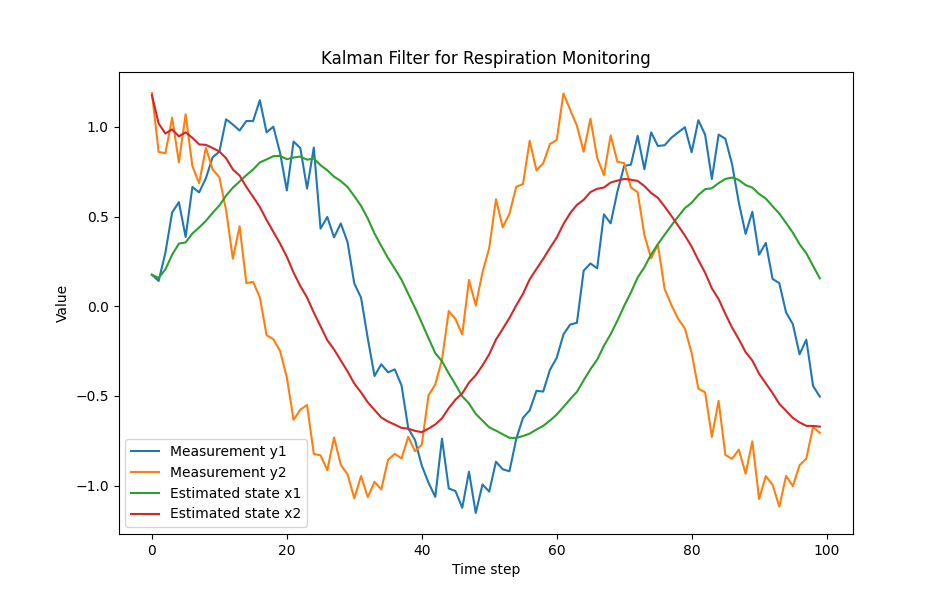 Kalman Filter for Respiration Monitoring
1.0
0.5
0.0
−0.5
−1.0
Value
Measurement y1
Measurement y2
Estimated state x1
Estimated state x2
0 20 40 60 80 100
Time step